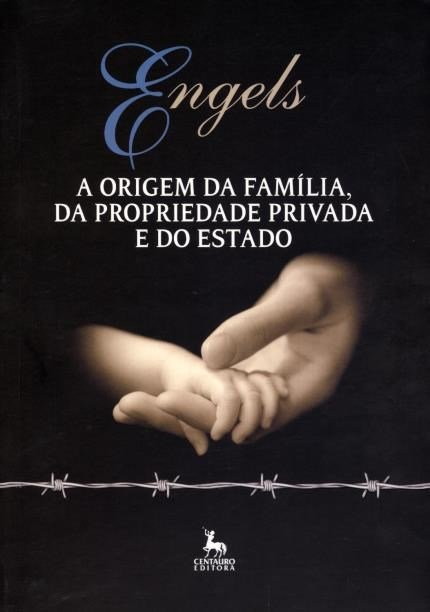 Engels
A ORIGEM DA FAMÍLIA,
DA PROPRIEDADE PRIVADA
E DO ESTADO
CENTAURO
EDITORA